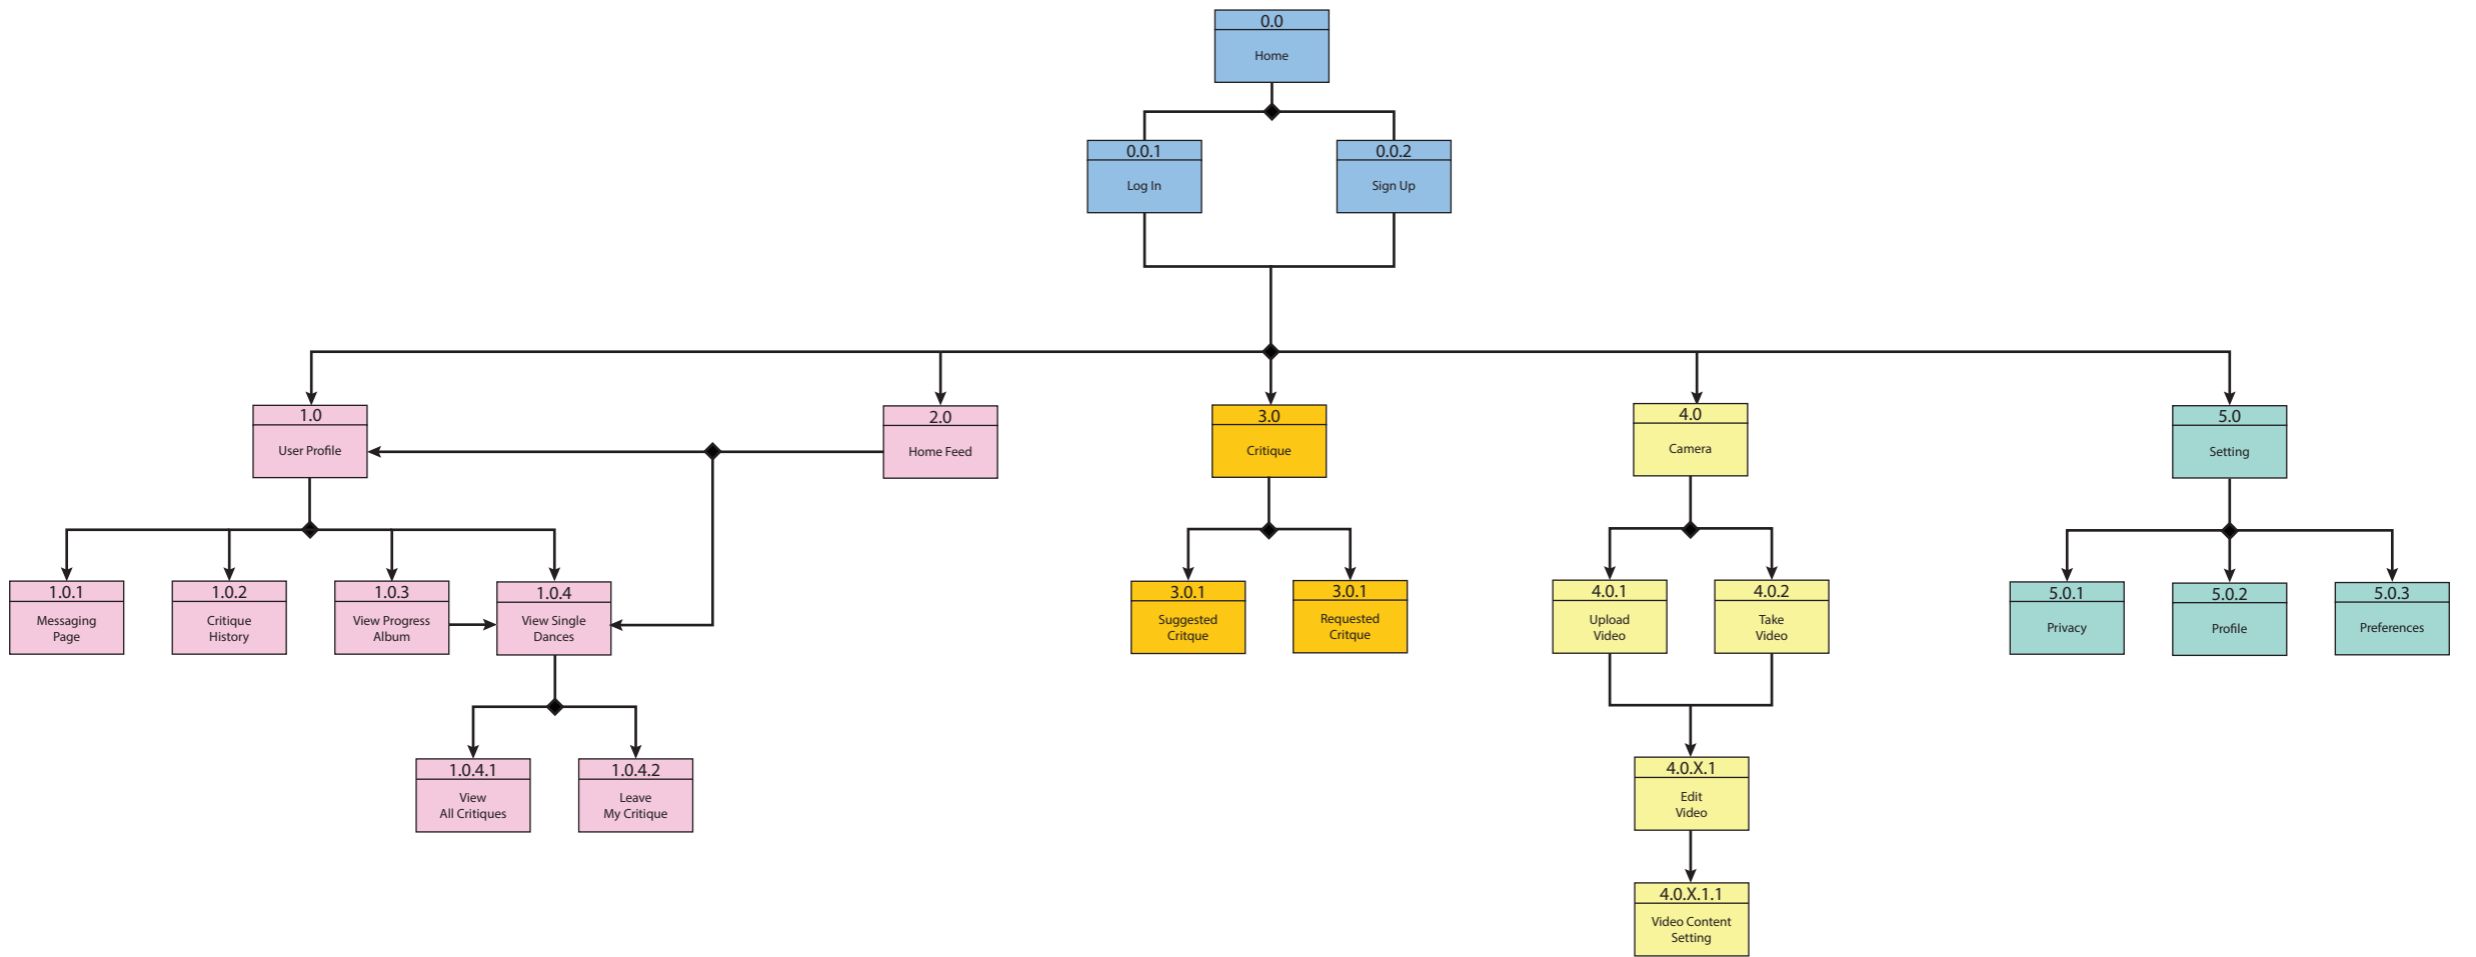 0.0
Home
0.0.1
Log In
0.0.2
Sign Up
1.0
User Profile
2.0
Home Feed
3.0
Critique
4.0
Camera
5.0
Setting
1.0.1
Messaging
Page
1.0.2
Critique
History
1.0.3
View Progress
Album
1.0.4
View Single
Dances
3.0.1
Suggested
Critque
3.0.1
Requested
Critque
4.0.1
Upload
Video
4.0.2
Take
Video
5.0.1
Privacy
5.0.2
Profile
5.0.3
Preferences
1.0.4.1
View
All Critiques
1.0.4.2
Leave
My Critique
4.0.X.1
Edit
Video
4.0.X.1.1
Video Content
Setting